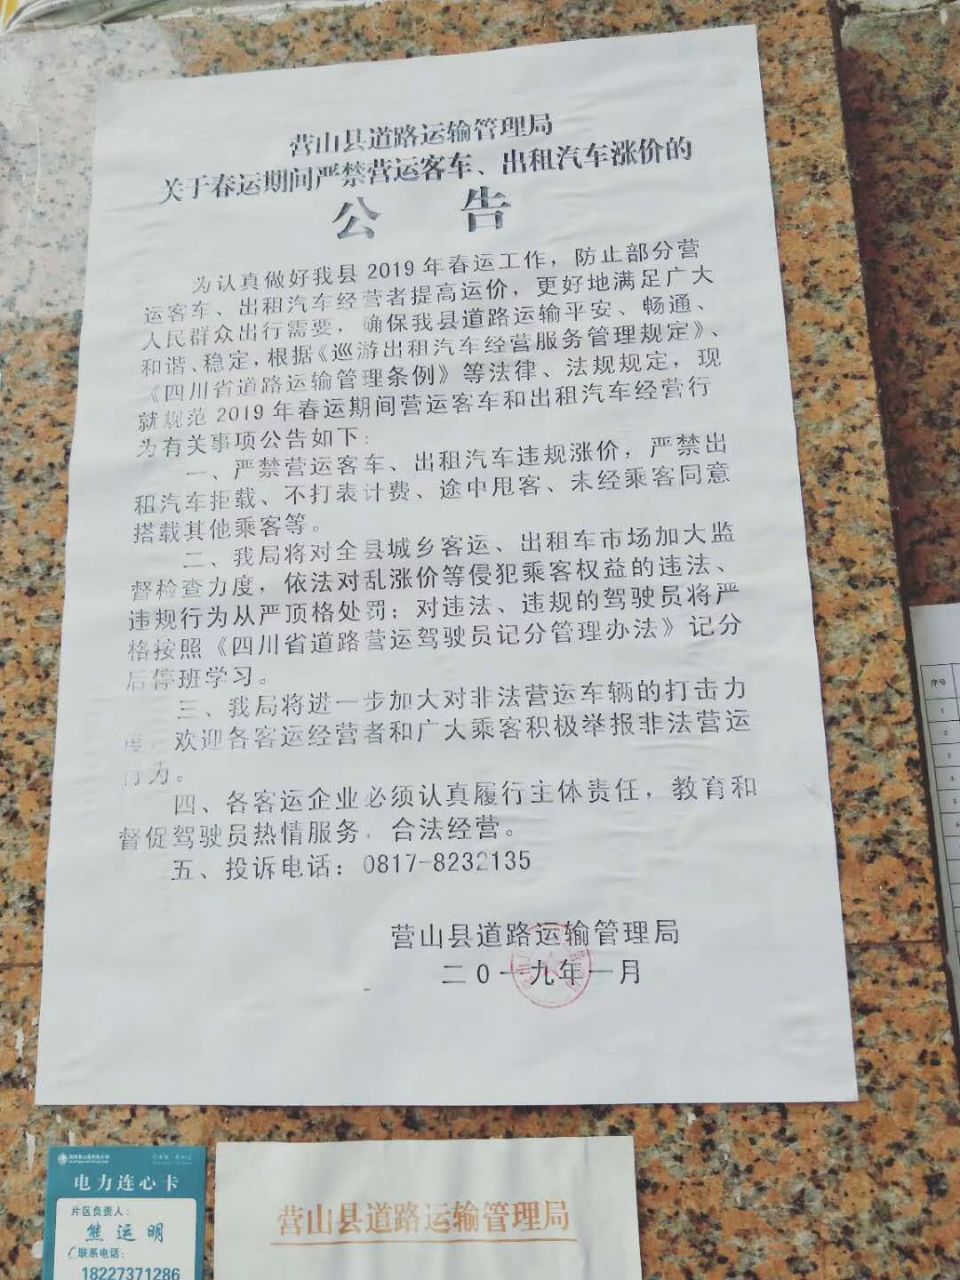 营山县道路运输管理局
关于春运期间严禁营运客车、出租汽车涨价的
公 告
为认真做好我县2019年春运工作，防止部分营
运客车、出租汽车经营者提高运价，更好地满足广大
人民群众出行需要，确保我县道路运输平安、畅通、
和谐、稳定，根据《巡游出租汽车经营服务管理规定》、
《四川省道路运输管理条例》等法律、法规规定，现
就规范2019年春运期间营运客车和出租汽车经营行
为有关事项公告如下：
一、严禁营运客车、出租汽车违规涨价，严禁出
租汽车拒载、不打表计费、途中甩客、未经乘客同意
搭载其他乘客等。
二、我局将对全县城乡客运、出租车市场加大监
督检查力度，依法对乱涨价等侵犯乘客权益的违法、
违规行为从严顶格处罚；对违法、违规的驾驶员将严
格按照《四川省道路营运驾驶员记分管理办法》记分
后停班学习。
三、我局将进一步加大对非法营运车辆的打击力
度，欢迎各客运经营者和广大乘客积极举报非法营运
行为。
四、各客运企业必须认真履行主体责任，教育和
督促驾驶员热情服务，合法经营。
五、投诉电话：0817-8232135
营山县道路运输管理局
二0一九年一月
序号
1
2
3
4
5
6
电力连心卡
片区负责人：
熊运明
联系电话：
18227371286
营山县道路运输管理局